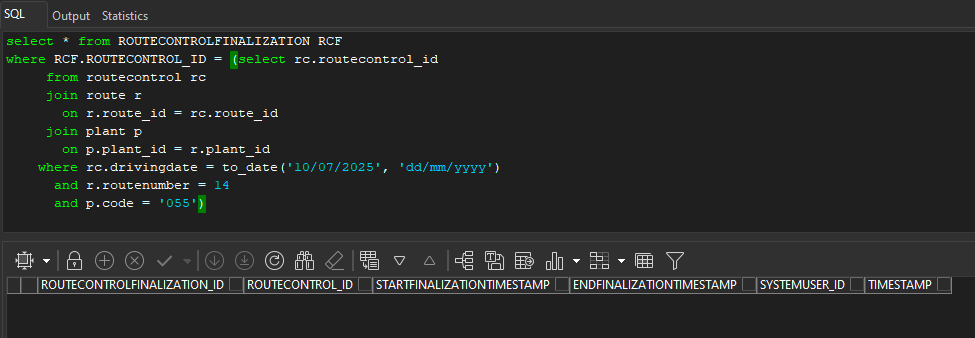 SQL Output Statistics
select * from ROUTECONTROLFINALIZATION RCF
where RCF.ROUTECONTROL_ID = (select rc.routecontrol_id
from routecontrol rc
join route r
on r.route_id = rc.route_id
join plant p
on p.plant_id = r.plant_id
where rc.drivingdate = to_date('10/07/2025', 'dd/mm/yyyy')
and r.routenumber = 14
and p.code = '055')
ROUTECONTROLFINALIZATION_ID ROUTECONTROL_ID STARTFINALIZATIONTIMESTAMP ENDFINALIZATIONTIMESTAMP SYSTEMUSER_ID TIMESTAMP